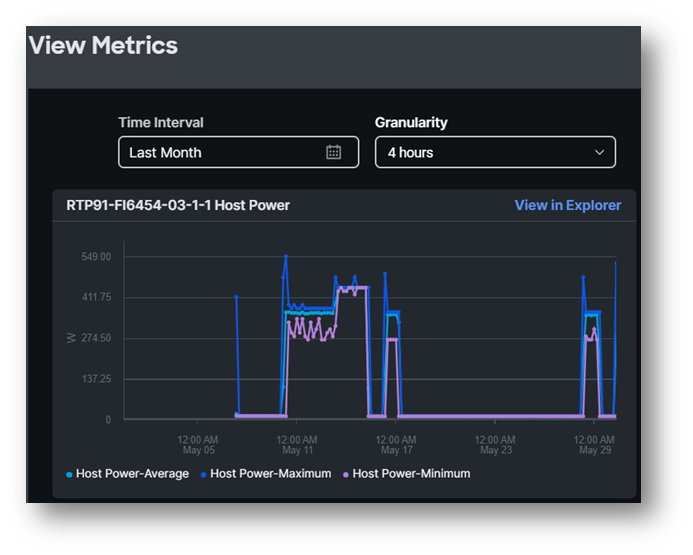 View Metrics
Time Interval
Granularity
Last Month
4 hours
RTP91-FI6454-03-1-1 Host Power
View in Explorer
549.00
411.75
274.50
137.25
0
W
12:00 AM
May 05
12:00 AM
May 11
12:00 AM
May 17
12:00 AM
May 23
12:00 AM
May 29
Host Power-Average
Host Power-Maximum
Host Power-Minimum